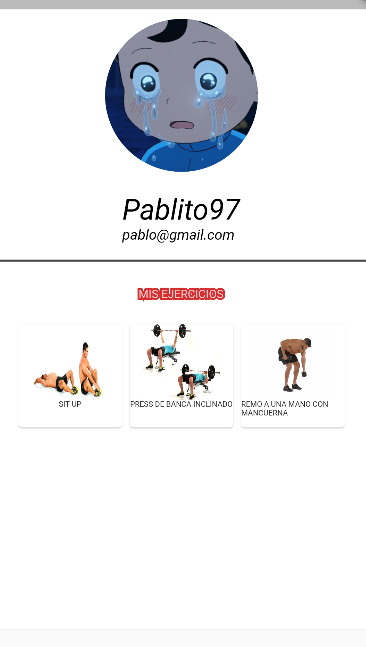 Pablito97
pablo@gmail.com
MIS EJERCICIOS
SIT UP
PRESS DE BANCA INCLINADO
REMO A UNA MANO CON
MANCUERNA